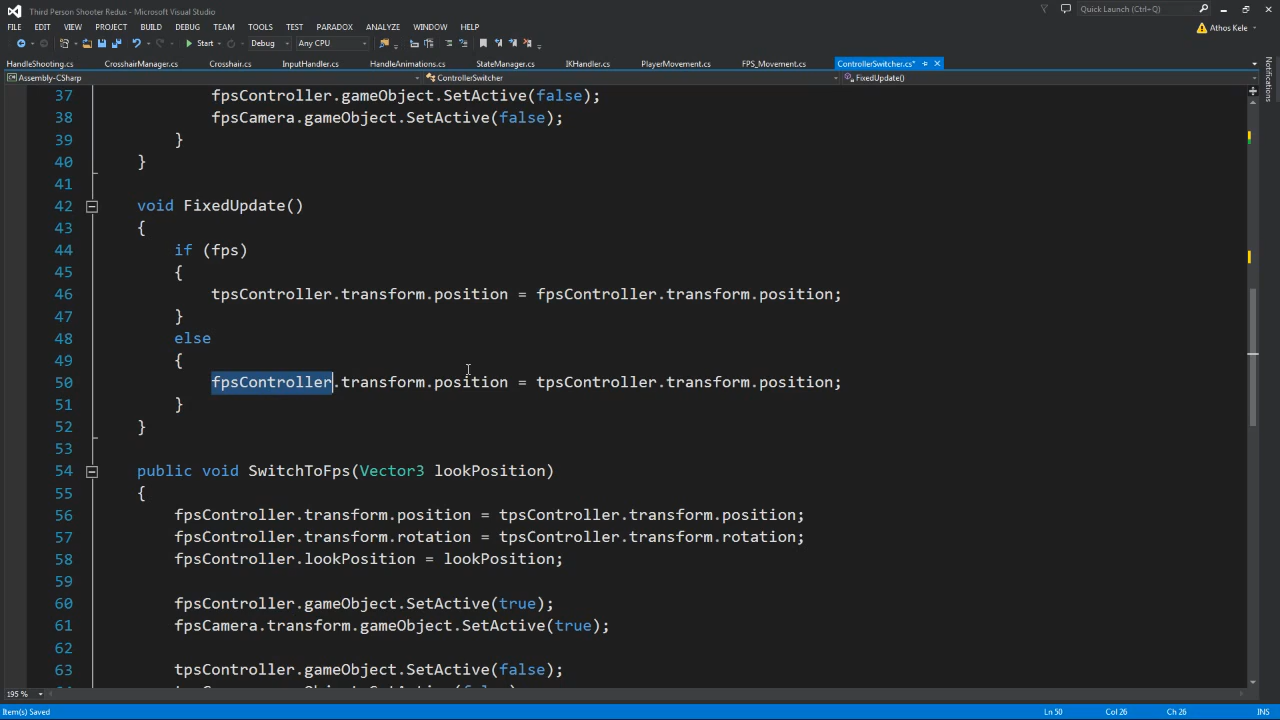 Third Person Shooter Redux - Microsoft Visual Studio
Quick Launch (Ctrl+Q)
FILE EDIT VIEW PROJECT BUILD DEBUG TEAM TOOLS TEST PARADOX ANALYZE WINDOW HELP
Athos Kele
Start Debug Any CPU
HandleShooting.cs CrosshairManager.cs Crosshair.cs InputHandler.cs HandleAnimations.cs StateManager.cs IKHandler.cs PlayerMovement.cs FPS_Movement.cs ControllerSwitcher.cs*
Notifications
Assembly-CSharp ControllerSwitcher FixedUpdate()
37 fpsController.gameObject.SetActive(false);
38 fpsCamera.gameObject.SetActive(false);
39 }
40 }
41
42 void FixedUpdate()
43 {
44 if (fps)
45 {
46 tpsController.transform.position = fpsController.transform.position;
47 }
48 else
49 {
50 fpsController.transform.position = tpsController.transform.position;
51 }
52 }
53
54 public void SwitchToFps(Vector3 lookPosition)
55 {
56 fpsController.transform.position = tpsController.transform.position;
57 fpsController.transform.rotation = tpsController.transform.rotation;
58 fpsController.lookPosition = lookPosition;
59
60 fpsController.gameObject.SetActive(true);
61 fpsCamera.transform.gameObject.SetActive(true);
62
63 tpsController.gameObject.SetActive(false);
195 %
Item(s) Saved Ln 50 Col 26 Ch 26 INS